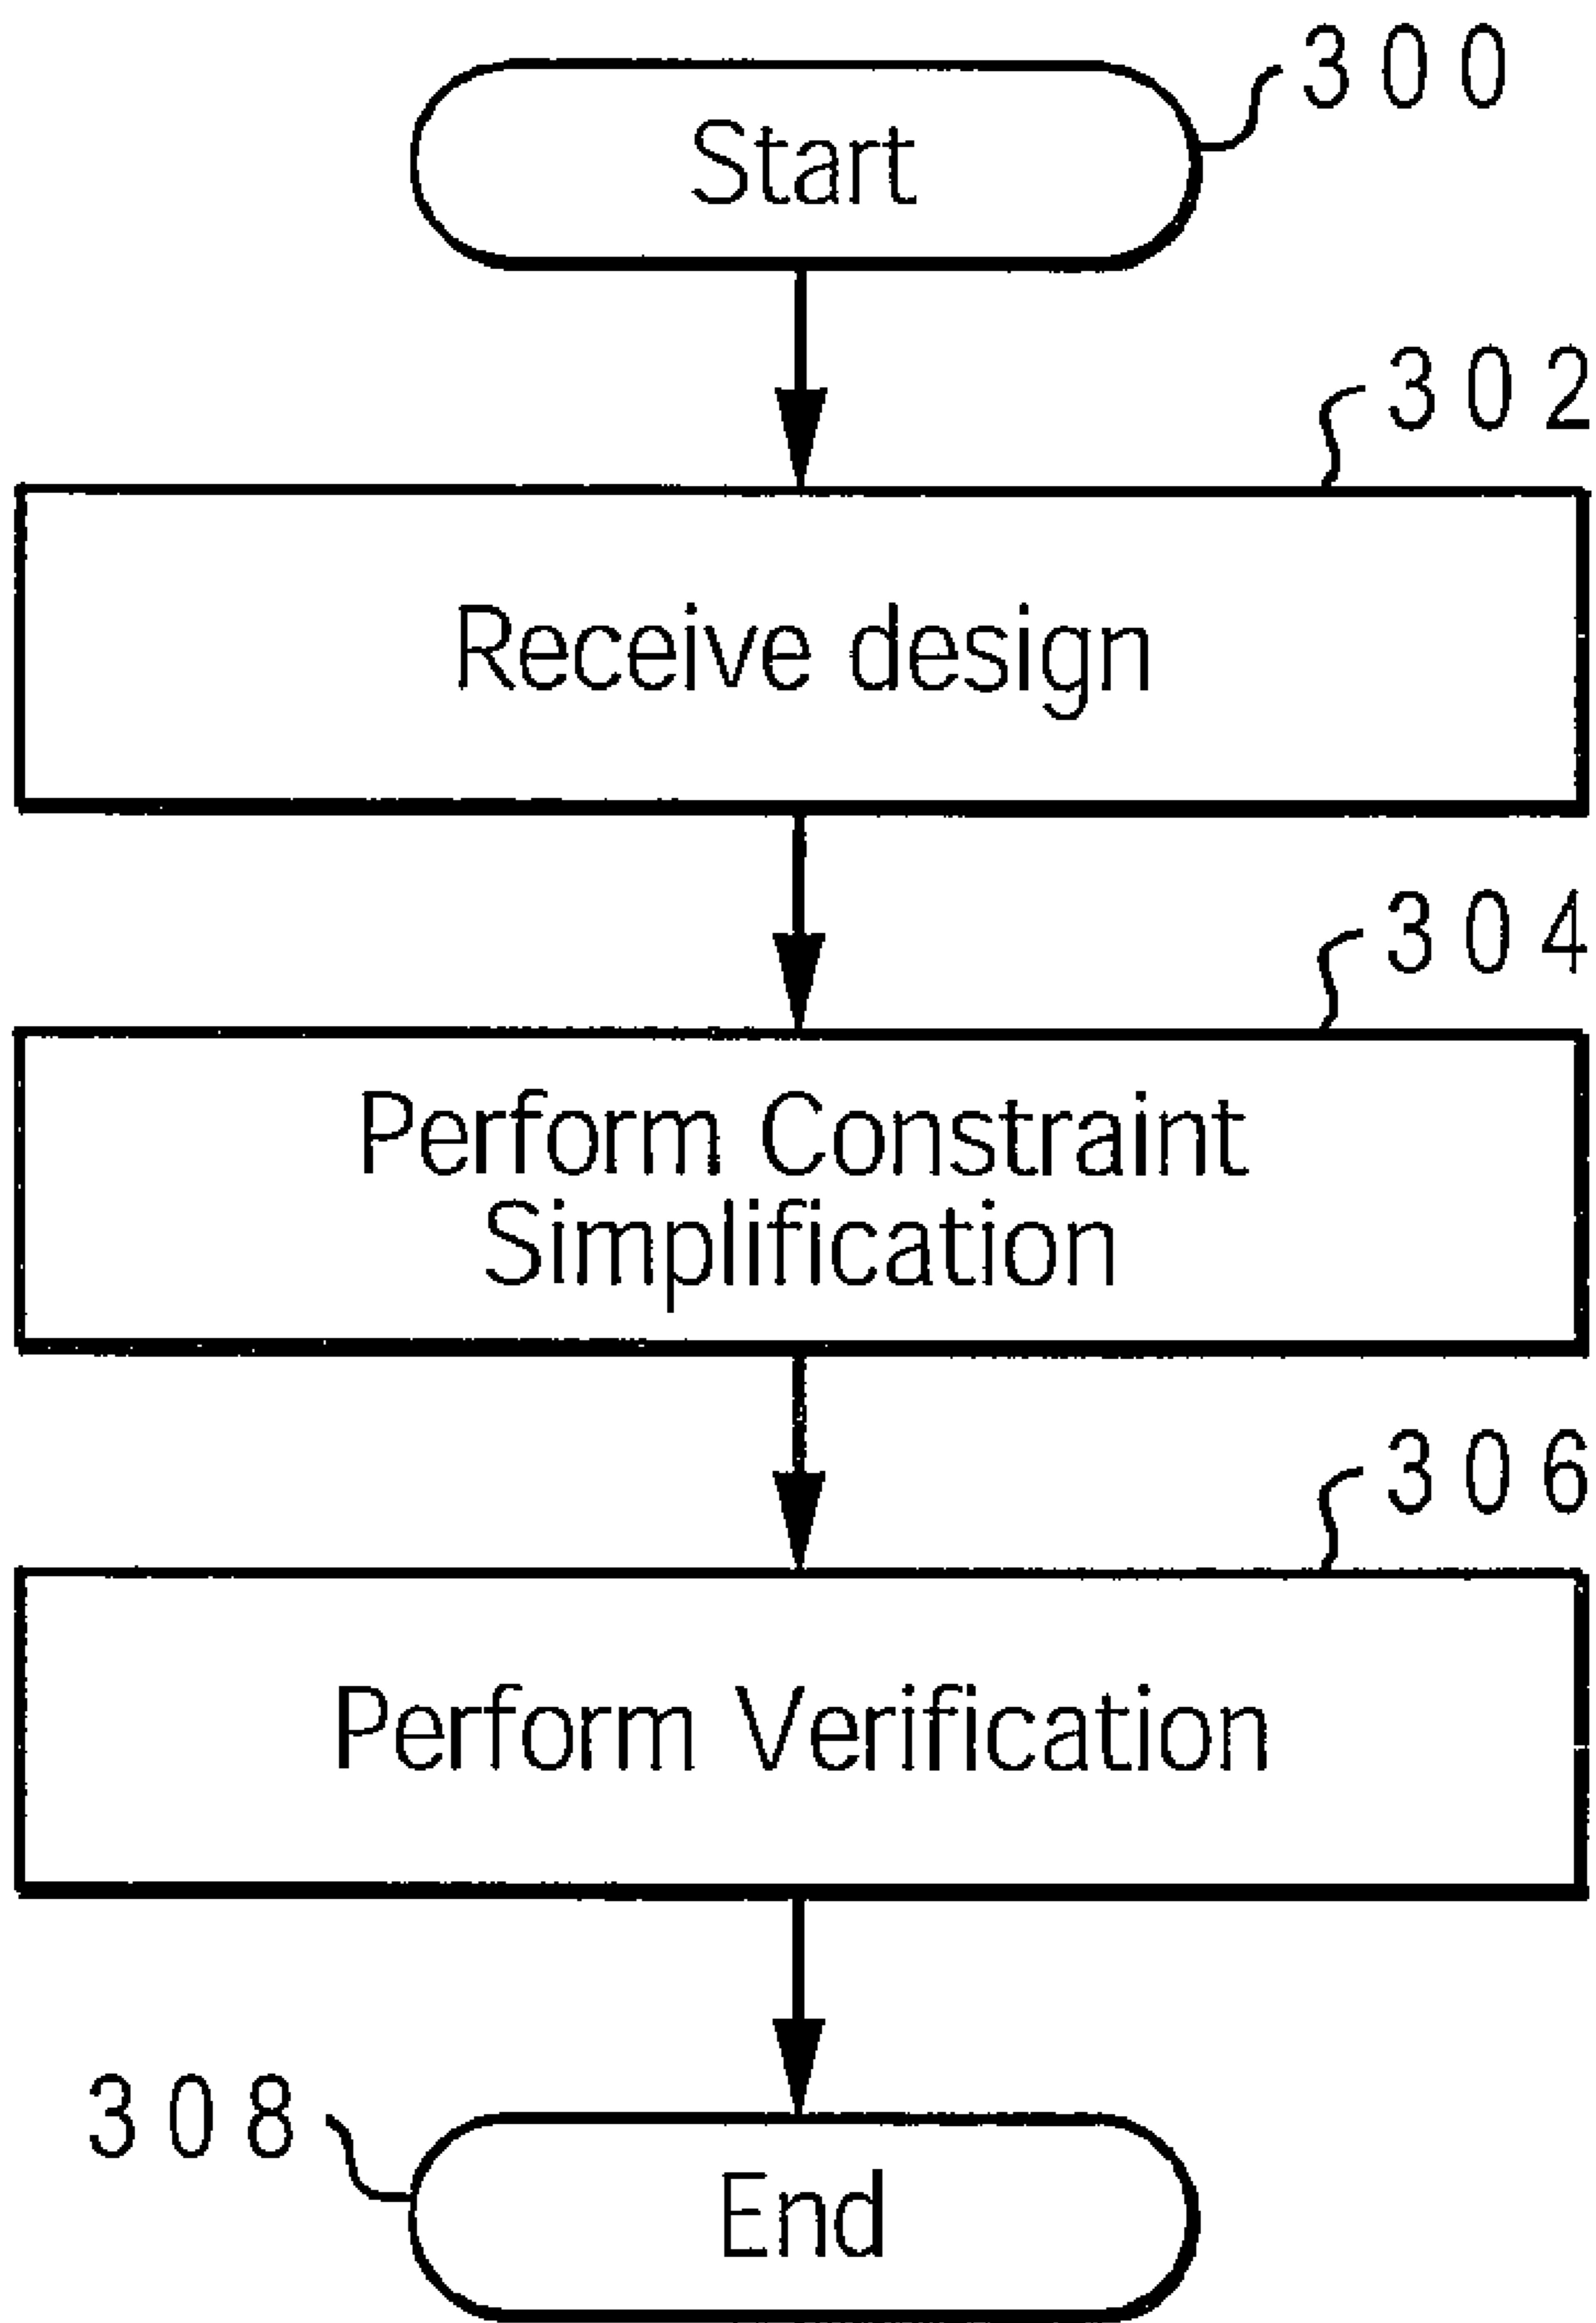 300
Start
302
Receive design
304
Perform Constraint
Simplification
306
Perform Verification
308
End